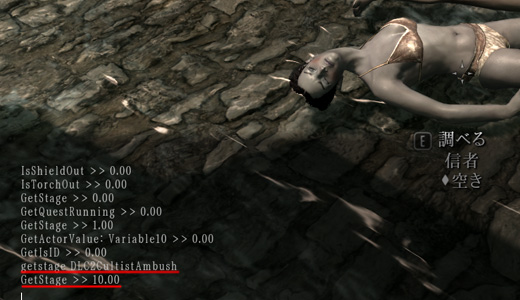 E 調べる
信者
空き
IsShieldOut >> 0.00
IsTorchOut >> 0.00
GetStage >> 0.00
GetQuestRunning >> 0.00
GetStage >> 1.00
GetActorValue: Variable10 >> 0.00
GetIsID >> 0.00
getstage DLC2CultistAmbush
GetStage >> 10.00